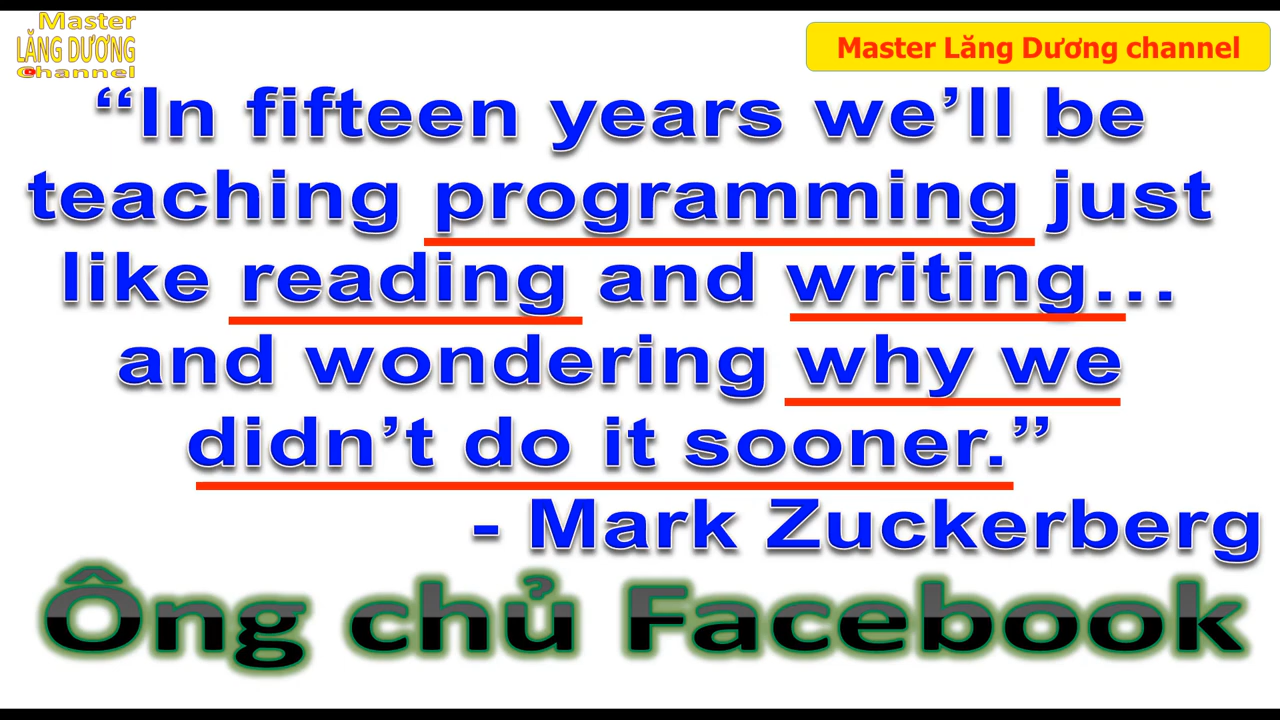 Master
LĂNG DƯƠNG
Channel
Master Lăng Dương channel
“In fifteen years we’ll be
teaching programming just
like reading and writing...
and wondering why we
didn’t do it sooner.”
- Mark Zuckerberg
Ông chủ Facebook